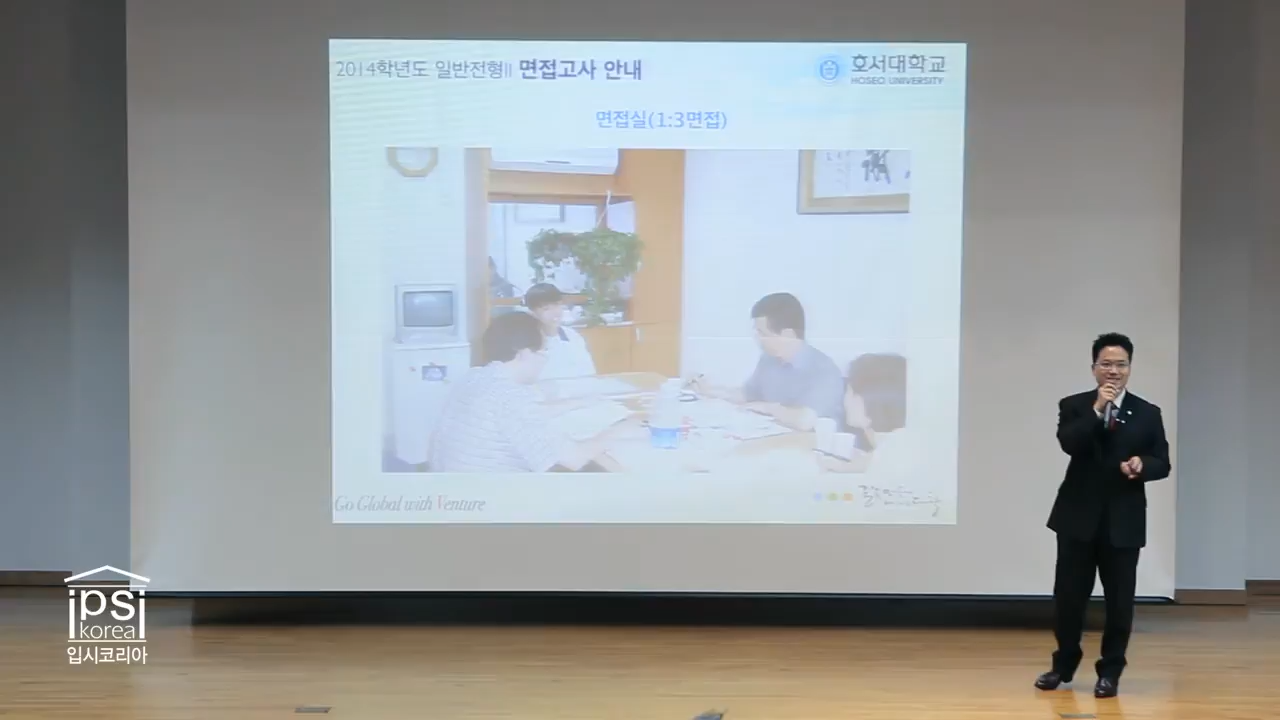 2014학년도 일반전형II 면접고사 안내
호서대학교
HOSEO UNIVERSITY
면접실(1:3면접)
Go Global with Venture
ipsi
korea
입시코리아